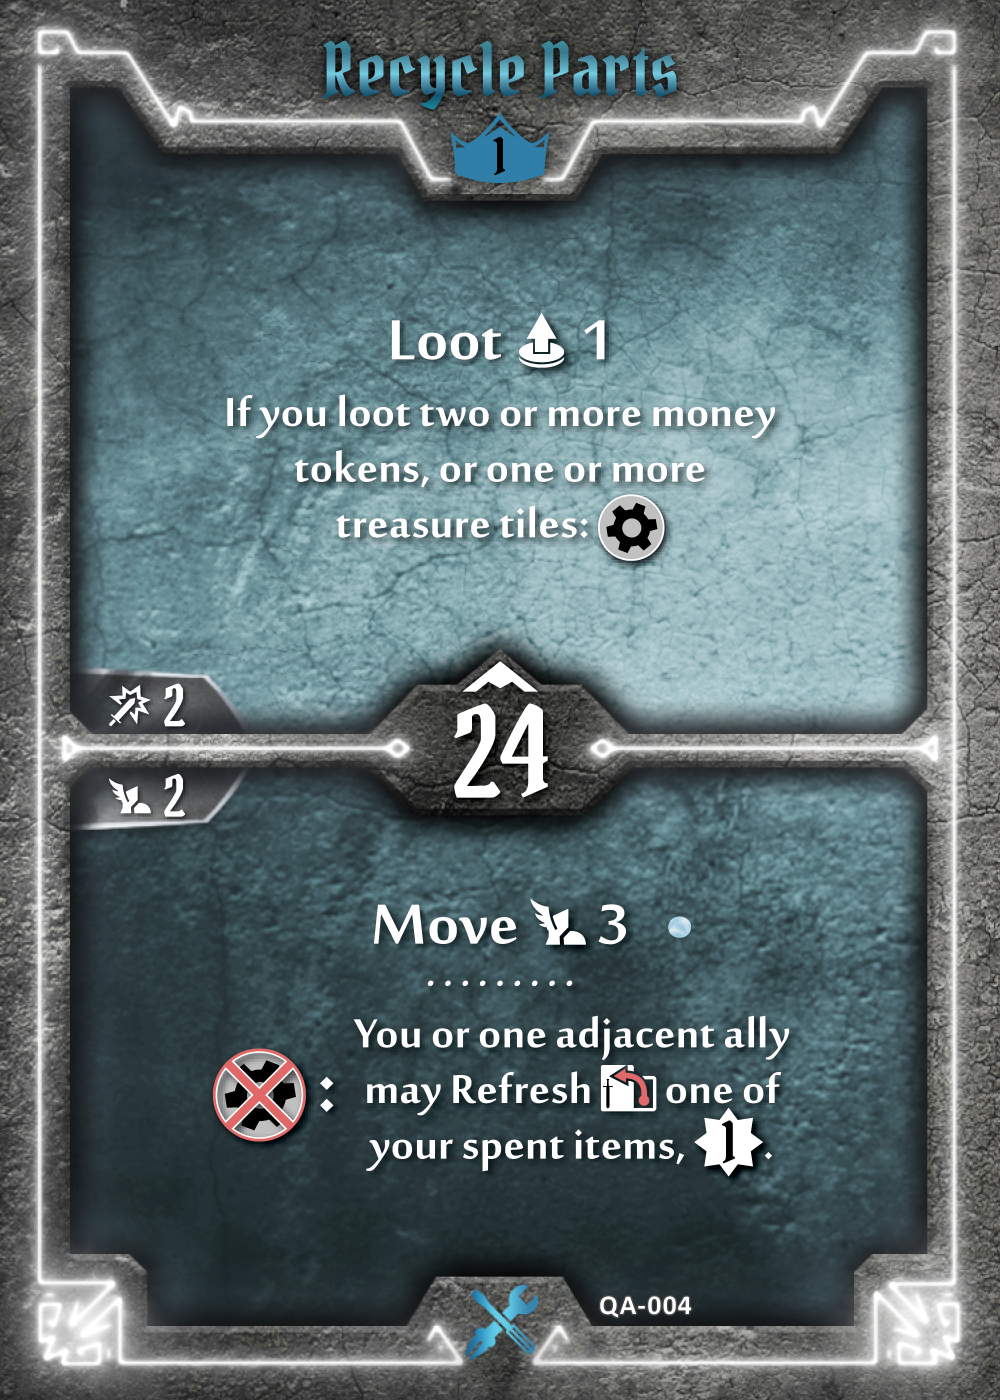 Recycle Parts
1
Loot 1
If you loot two or more money
tokens, or one or more
treasure tiles:
2
24
2
Move 3
You or one adjacent ally
: may Refresh one of
your spent items, 1.
QA-004